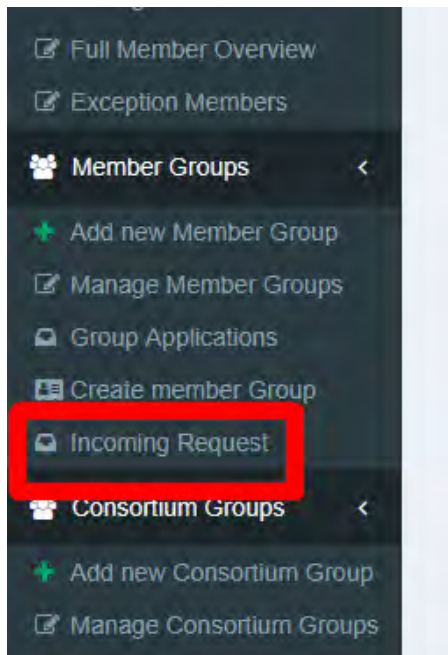 Full Member Overview
Exception Members
Member Groups
Add new Member Group
Manage Member Groups
Group Applications
Create member Group
Incoming Request
Consortium Groups
Add new Consortium Group
Manage Consortium Groups